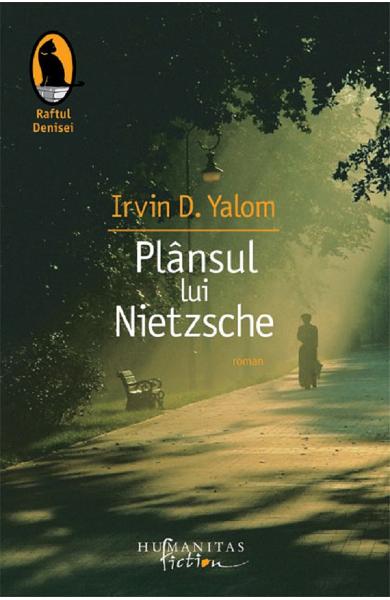 Raftul
Denisei
Irvin D. Yalom
Plânsul
lui
Nietzsche
roman
HUMANITAS
fiction